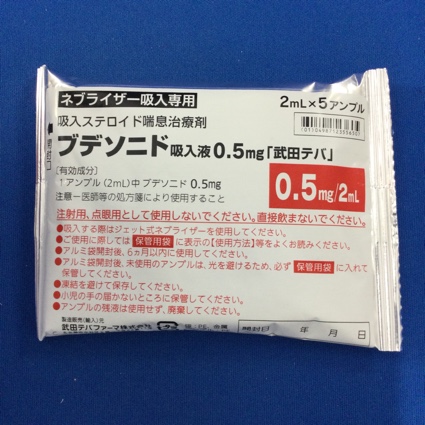 ネブライザー吸入専用
2mL×5アンプル
吸入ステロイド喘息治療剤
ブデソニド吸入液0.5mg「武田テバ」
[有効成分]
1アンプル(2mL)中 ブデソニド 0.5mg
注意-医師等の処方箋により使用すること
0.5mg/2mL
注射用、点眼用として使用しないでください。直接飲まないでください。
●吸入する際はジェット式ネブライザーを使用してください。
●ご使用に際しては 保管用袋 に表示の【使用方法】等をよくお読みください。
●アルミ袋開封後、6ヵ月以内に使用してください。
●アルミ袋開封後、未使用のアンプルは、光を避けるため、必ず 保管用袋 に入れて
保管してください。
●凍結を避けて保存してください。
●小児の手の届かないところに保管してください。
●アンプルの残液は使用せず、廃棄してください。
製造販売(輸入)元
武田テバファーマ株式会社
開封日 年 月 日